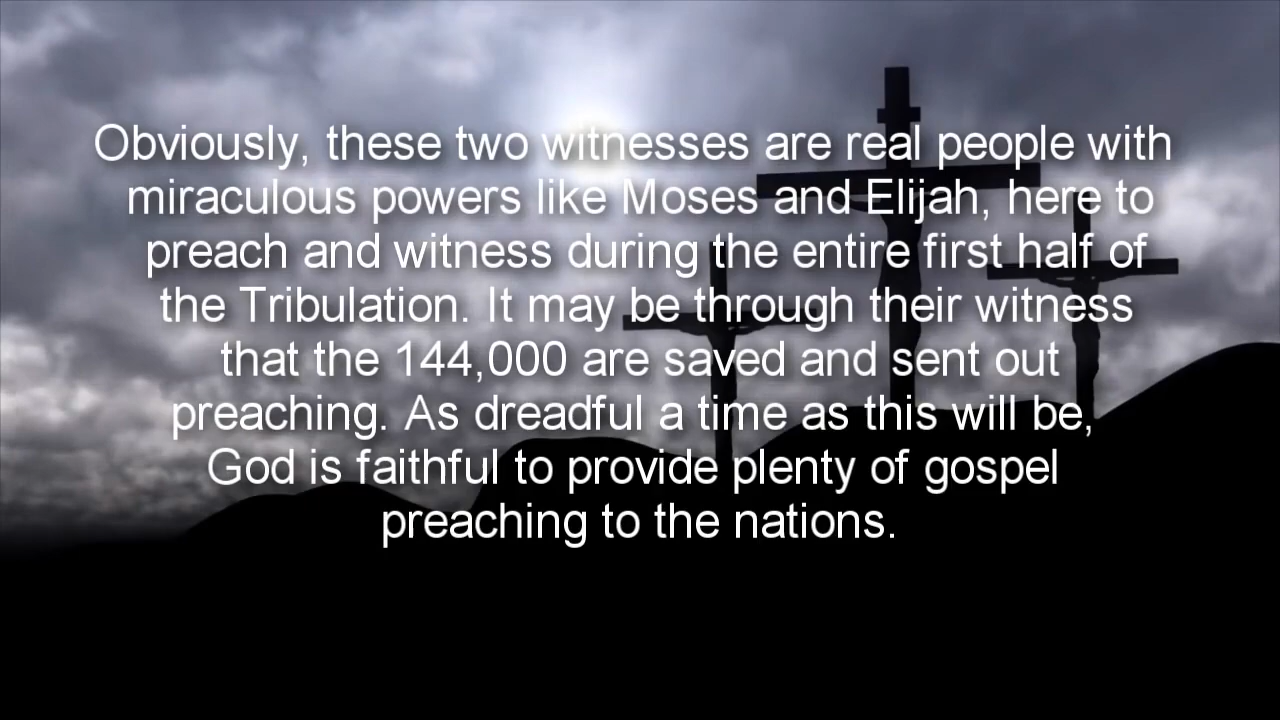 Obviously, these two witnesses are real people with
miraculous powers like Moses and Elijah, here to
preach and witness during the entire first half of
the Tribulation. It may be through their witness
that the 144,000 are saved and sent out
preaching. As dreadful a time as this will be,
God is faithful to provide plenty of gospel
preaching to the nations.